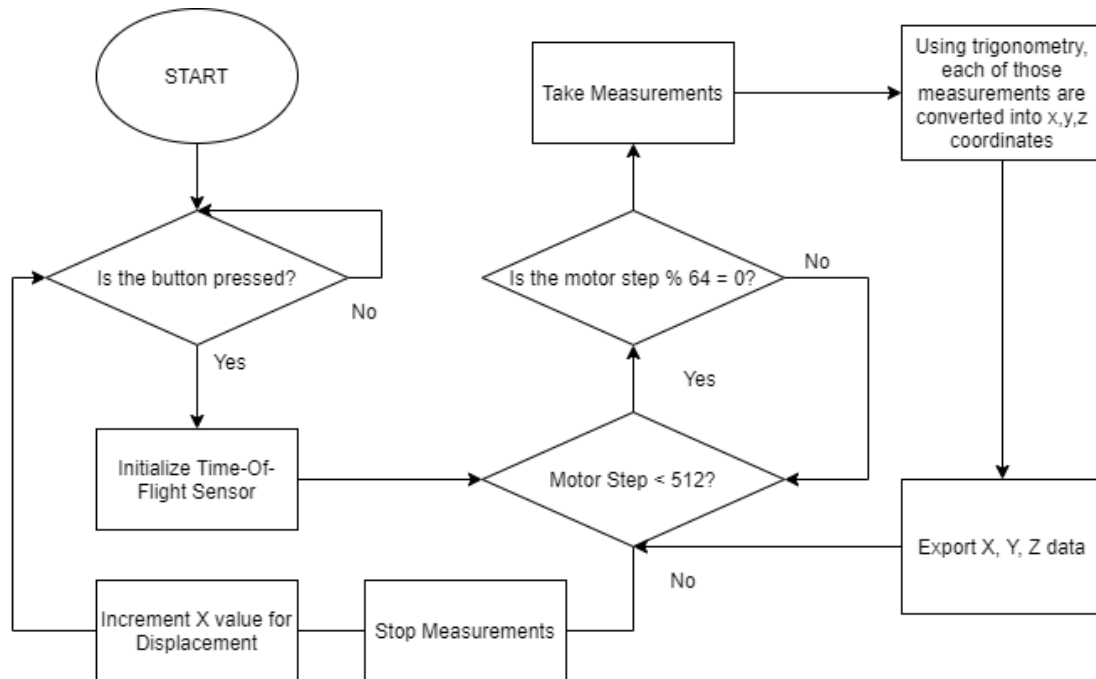 START
Is the button pressed?
No
Yes
Initialize Time-Of-
Flight Sensor
Motor Step < 512?
Yes
Is the motor step % 64 = 0?
No
Take Measurements
Using trigonometry,
each of those
measurements are
converted into x,y,z
coordinates
Export X, Y, Z data
No
Stop Measurements
Increment X value for
Displacement